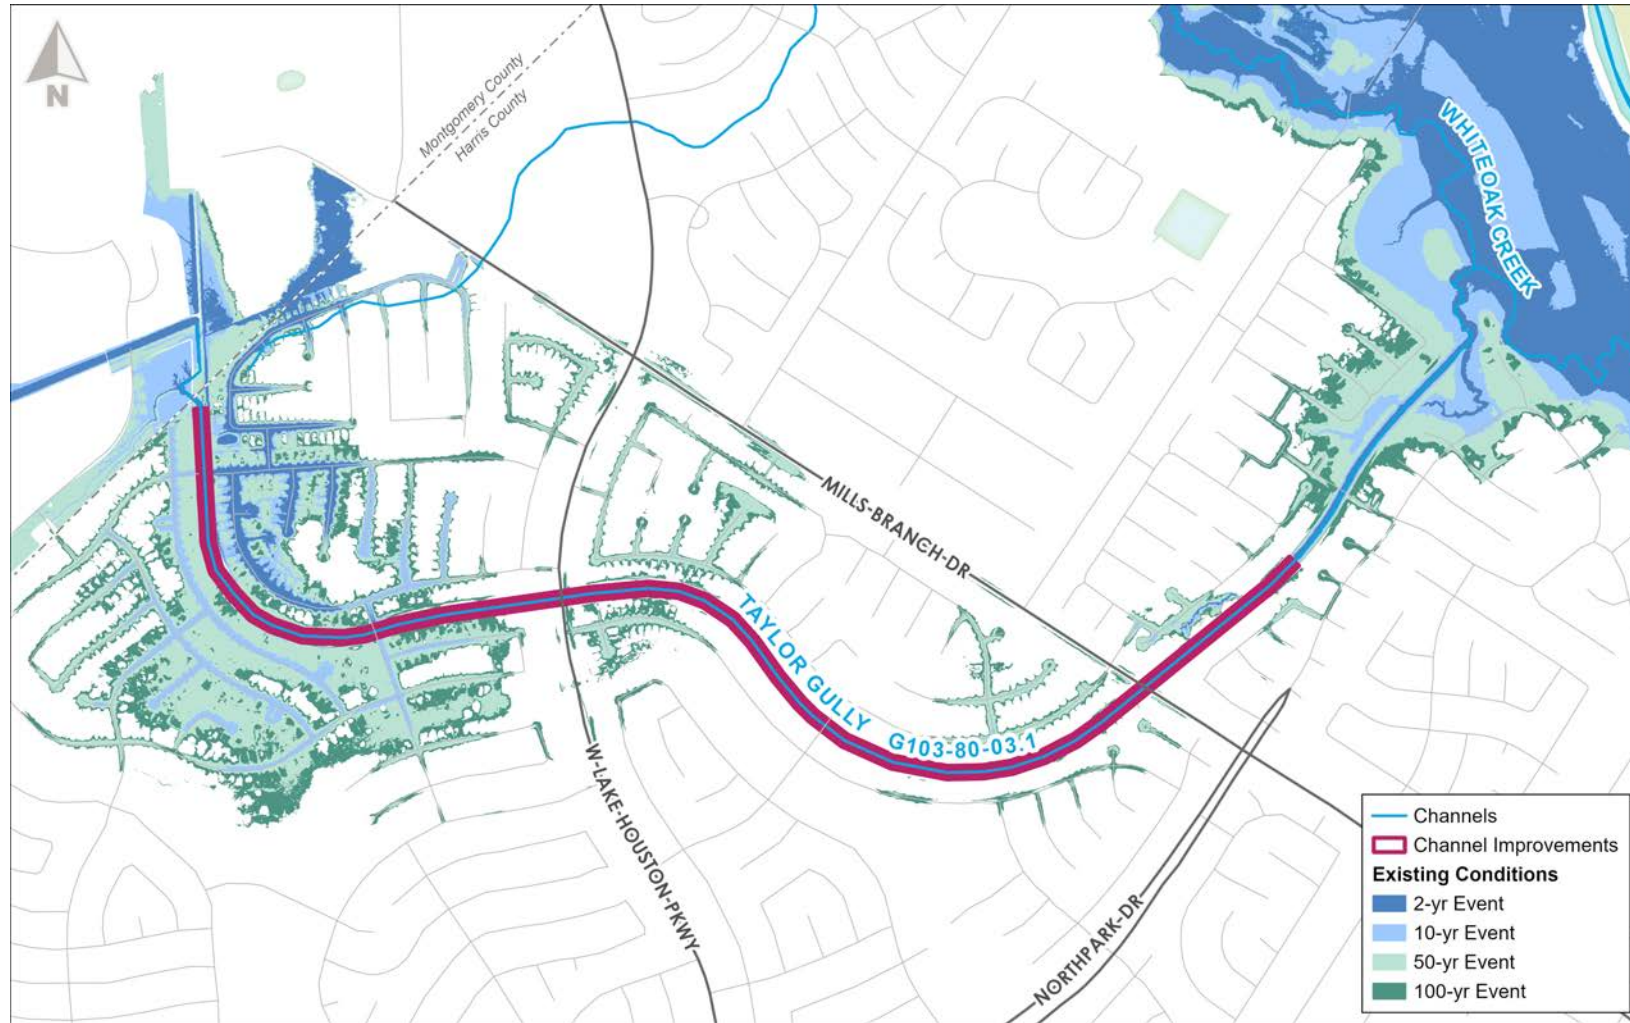 N
Montgomery County
Harris County
WHITEOAK CREEK
MILLS-BRANCH-DR
TAYLOR GULLY G103-80-03.1
W-LAKE-HOUSTON-PKWY
NORTHPARK-DR
Channels
Channel Improvements
Existing Conditions
2-yr Event
10-yr Event
50-yr Event
100-yr Event